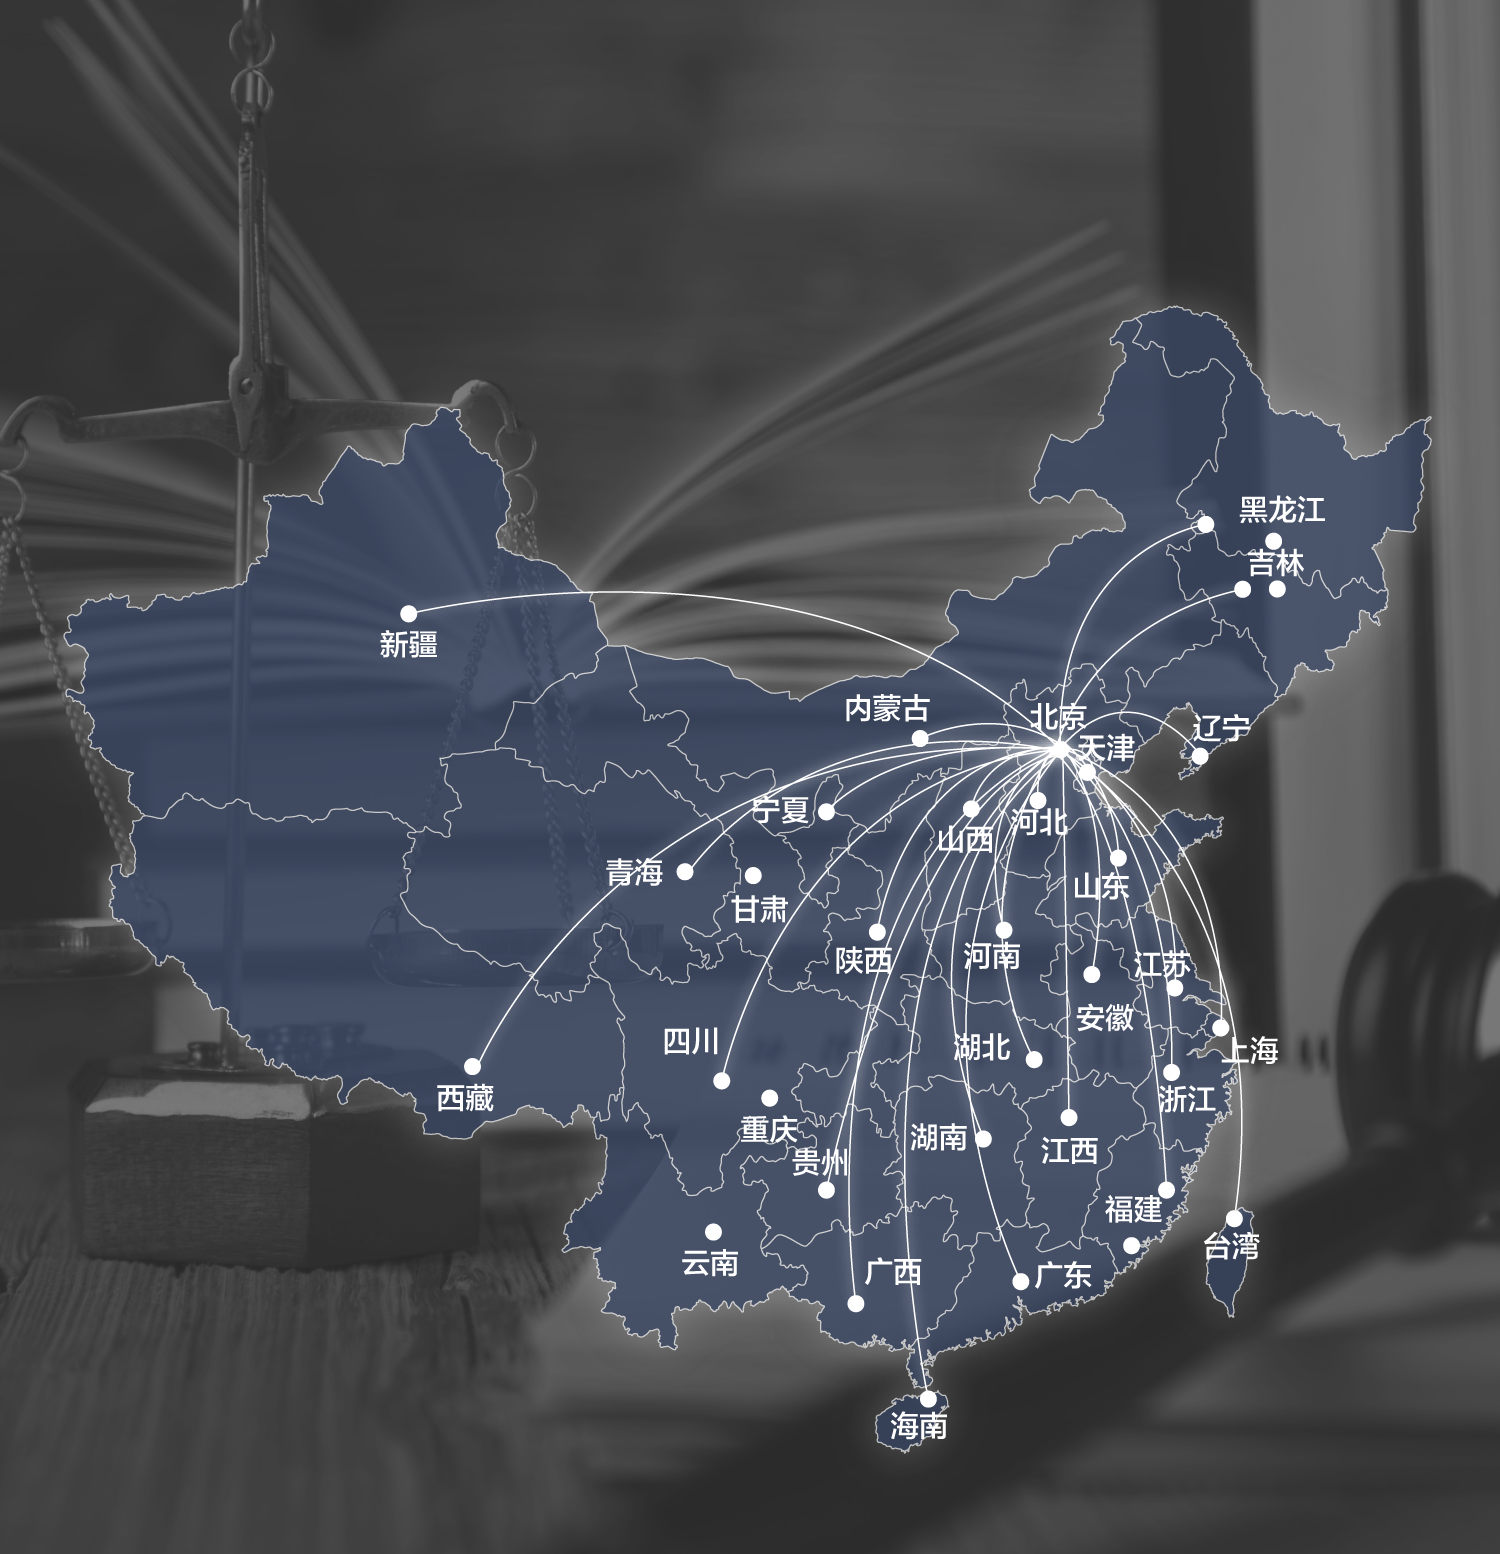 黑龙江
吉林
新疆
内蒙古
北京
辽宁
天津
宁夏
河北
山西
青海
山东
甘肃
陕西
河南
江苏
安徽
四川
湖北
上海
西藏
浙江
重庆
湖南
江西
贵州
福建
台湾
云南
广西
广东
海南